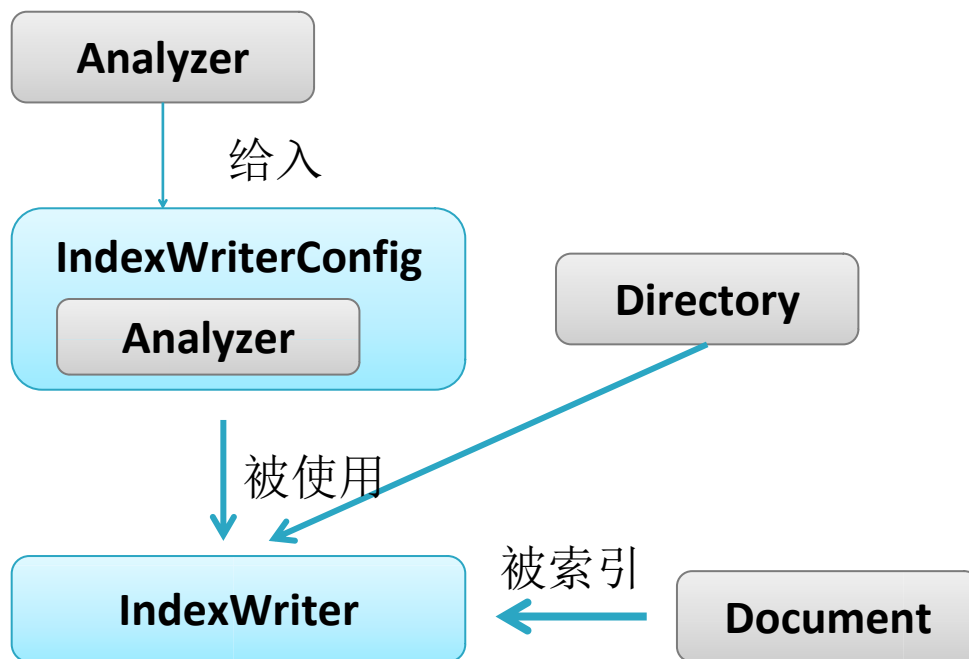 Analyzer
给入
IndexWriterConfig
Directory
Analyzer
被使用
被索引
IndexWriter
Document